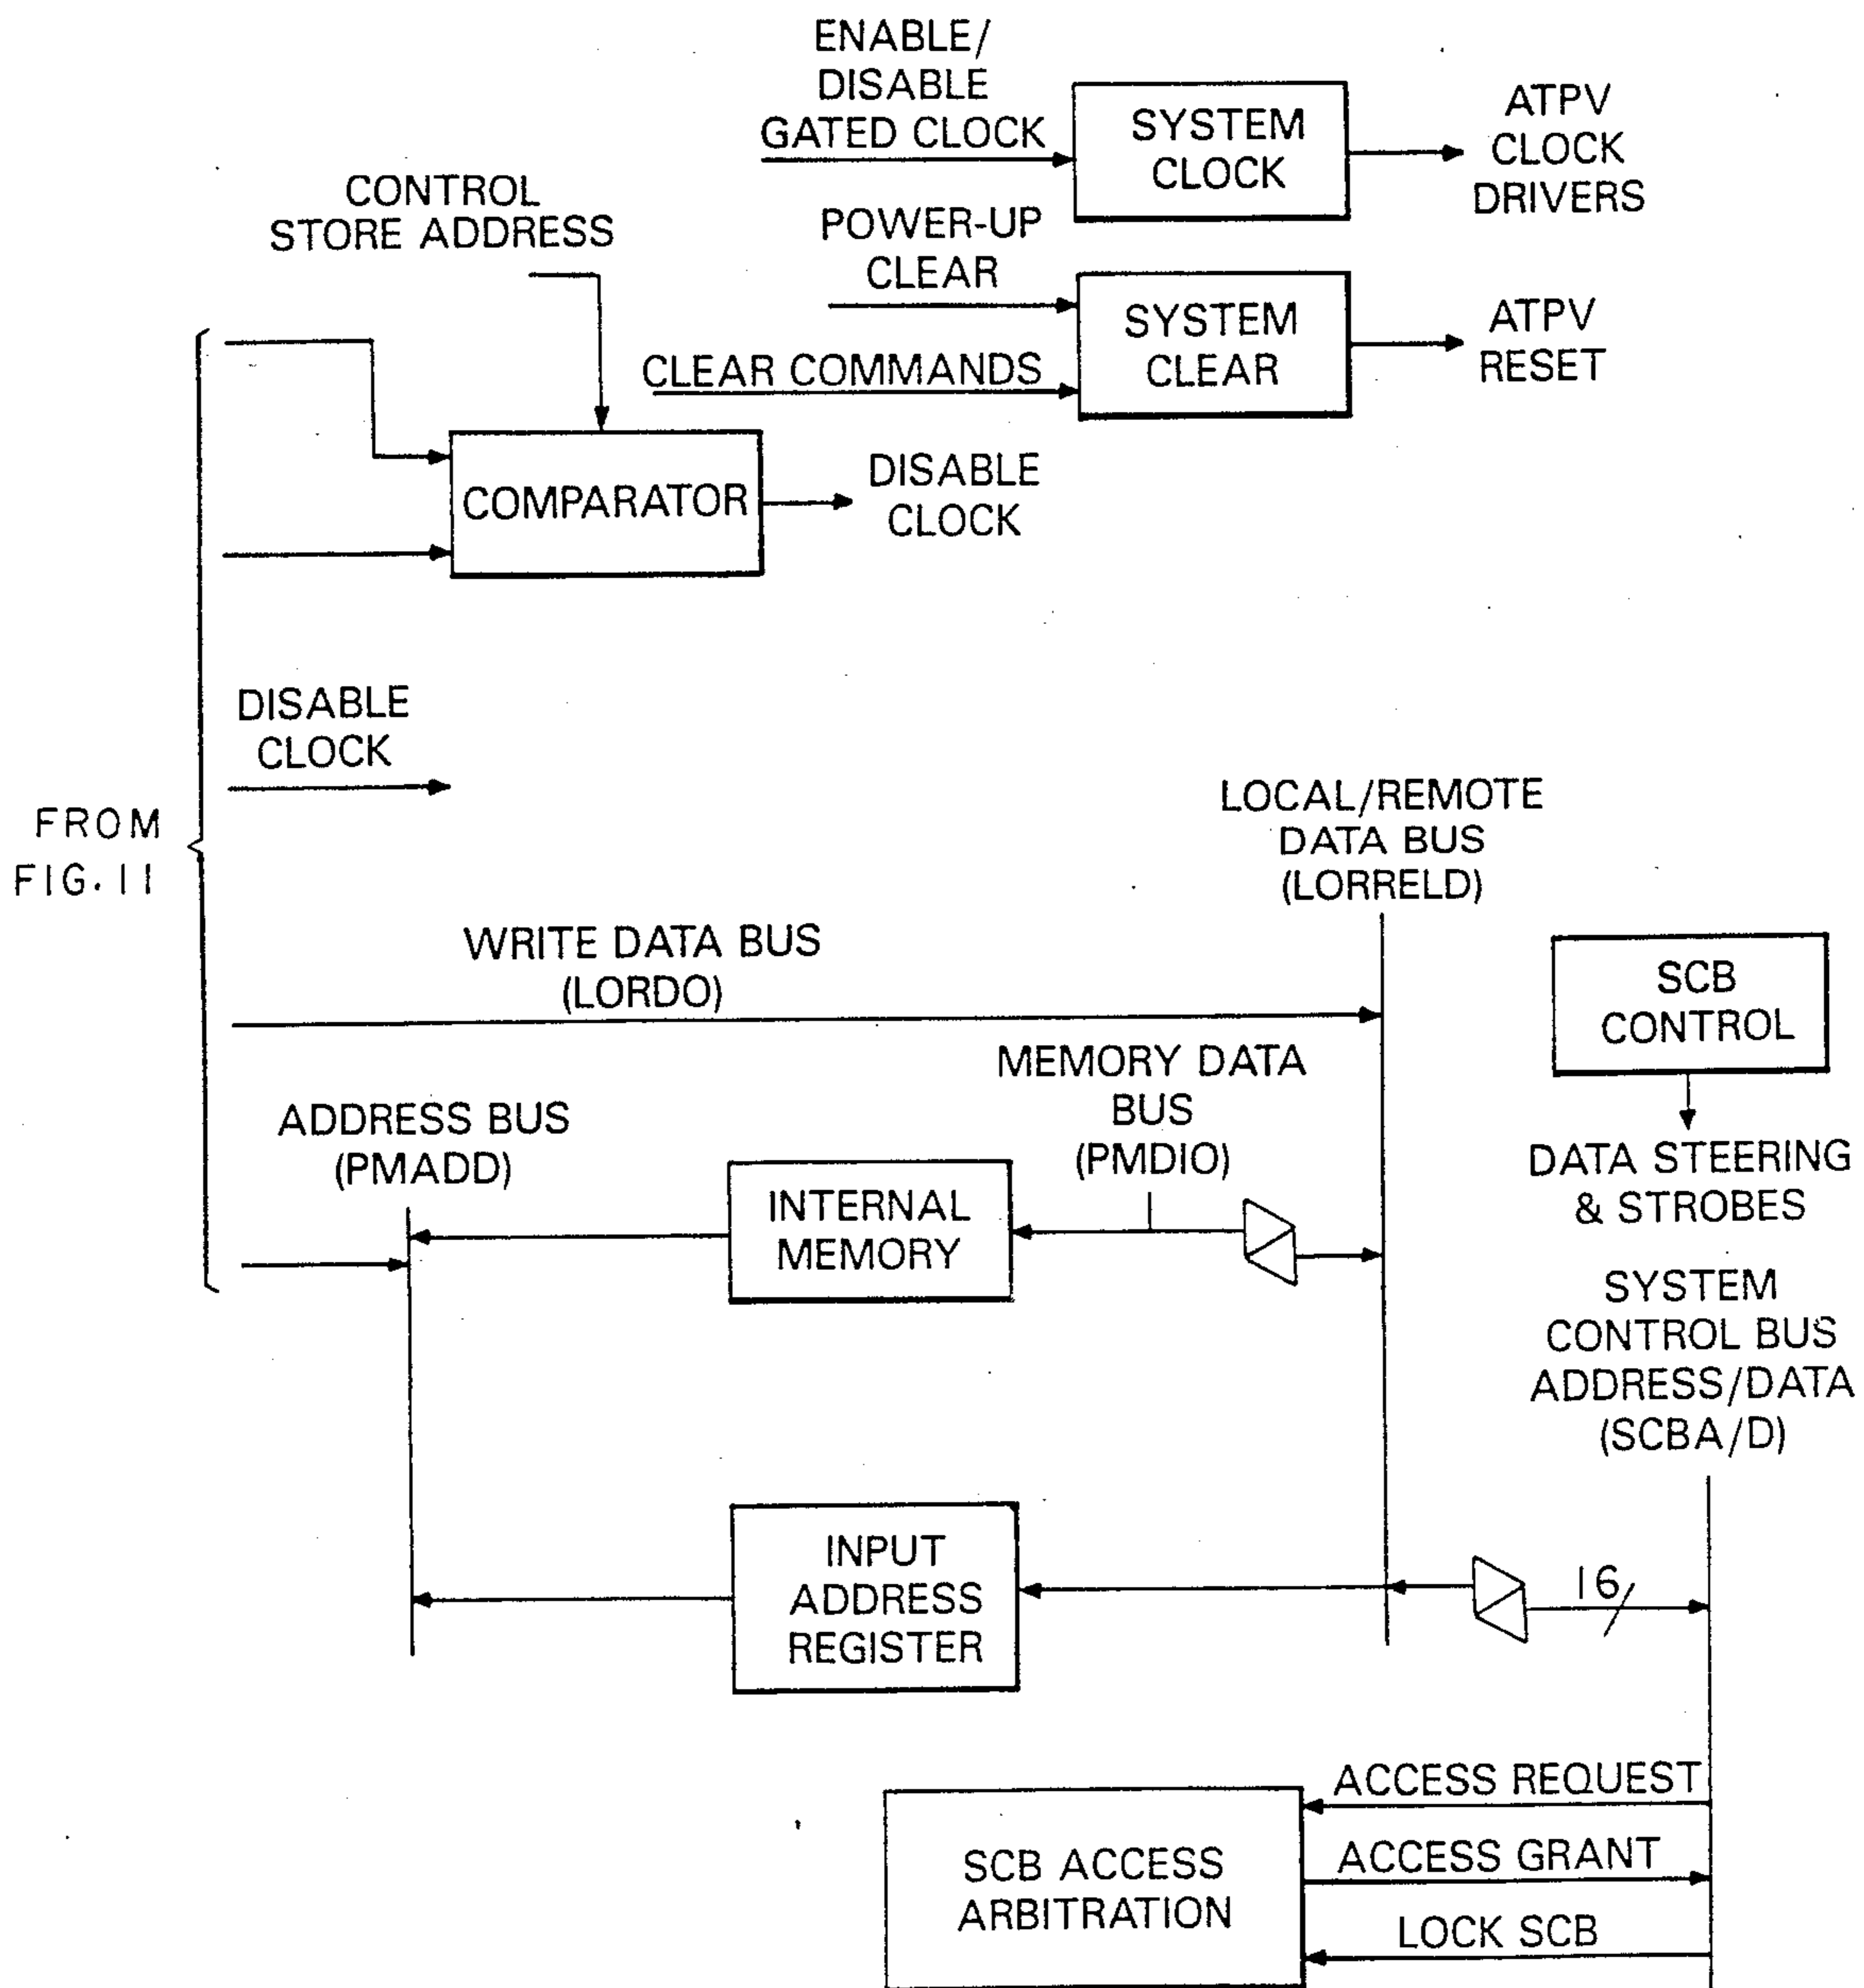 ENABLE/
DISABLE
GATED CLOCK
SYSTEM
CLOCK
ATPV
CLOCK
DRIVERS
CONTROL
STORE ADDRESS
POWER-UP
CLEAR
CLEAR COMMANDS
SYSTEM
CLEAR
ATPV
RESET
COMPARATOR
DISABLE
CLOCK
DISABLE
CLOCK
FROM
FIG. 11
LOCAL/REMOTE
DATA BUS
(LORRELD)
WRITE DATA BUS
(LORDO)
SCB
CONTROL
MEMORY DATA
BUS
(PMDIO)
ADDRESS BUS
(PMADD)
INTERNAL
MEMORY
DATA STEERING
& STROBES
SYSTEM
CONTROL BUS
ADDRESS/DATA
(SCBA/D)
INPUT
ADDRESS
REGISTER
16
SCB ACCESS
ARBITRATION
ACCESS REQUEST
ACCESS GRANT
LOCK SCB